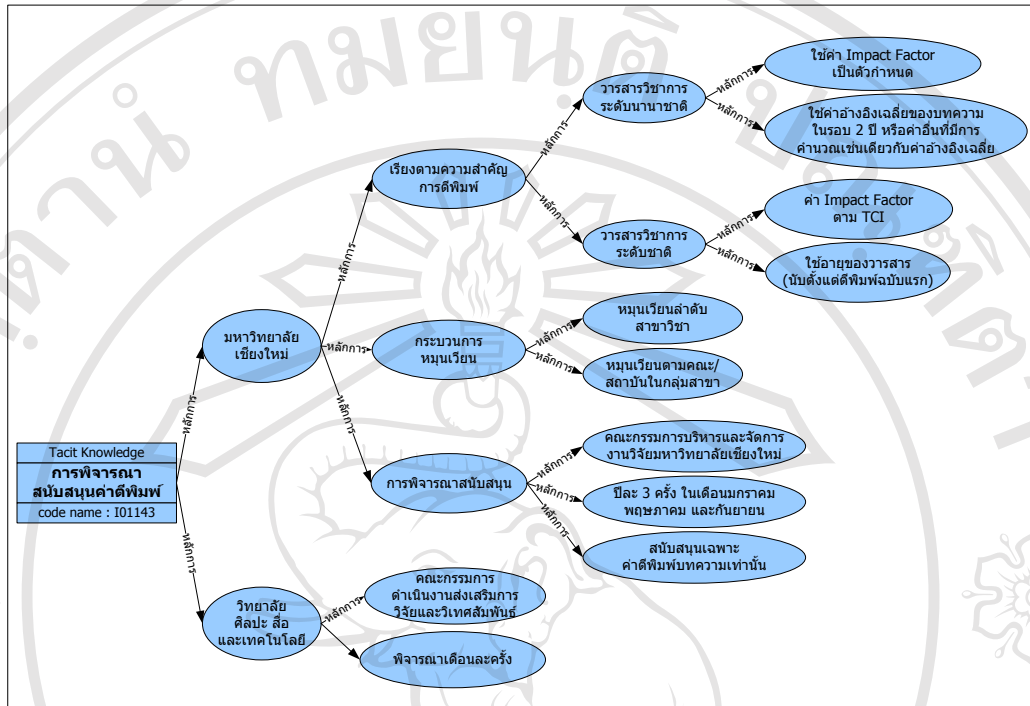 ใช้ค่า Impact Factor
เป็นตัวกำหนด
หลักการ
วารสารวิชาการ
ระดับนานาชาติ
หลักการ
ใช้ค่าอ้างอิงเฉลี่ยของบทความ
ในรอบ 2 ปี หรือค่าอื่นที่มีการ
คำนวณเช่นเดียวกับค่าอ้างอิงเฉลี่ย
หลักการ
เรียงตามความสำคัญ
การตีพิมพ์
หลักการ
ค่า Impact Factor
ตาม TCI
หลักการ
วารสารวิชาการ
ระดับชาติ
หลักการ
ใช้อายุของวารสาร
(นับตั้งแต่ตีพิมพ์ฉบับแรก)
หลักการ
มหาวิทยาลัย
เชียงใหม่
หลักการ
กระบวนการ
หมุนเวียน
หลักการ
หมุนเวียนลำดับ
สาขาวิชา
หลักการ
หมุนเวียนตามคณะ/
สถาบันในกลุ่มสาขา
หลักการ
หลักการ
การพิจารณาสนับสนุน
หลักการ
คณะกรรมการบริหารและจัดการ
งานวิจัยมหาวิทยาลัยเชียงใหม่
หลักการ
ปีละ 3 ครั้ง ในเดือนมกราคม
พฤษภาคม และกันยายน
หลักการ
สนับสนุนเฉพาะ
ค่าตีพิมพ์บทความเท่านั้น
Tacit Knowledge
การพิจารณา
สนับสนุนค่าตีพิมพ์
code name : I01143
หลักการ
วิทยาลัย
ศิลปะ สื่อ
และเทคโนโลยี
หลักการ
คณะกรรมการ
ดำเนินงานส่งเสริมการ
วิจัยและวิเทศสัมพันธ์
พิจารณาเดือนละครั้ง